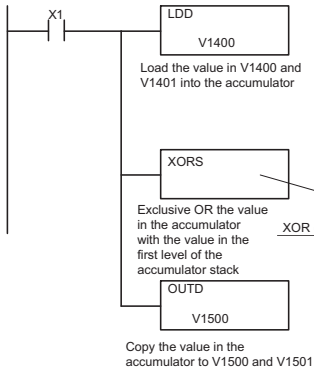 X1
LDD
V1400
Load the value in V1400 and
V1401 into the accumulator
XORS
Exclusive OR the value
in the accumulator
with the value in the
first level of the
accumulator stack
XOR
OUTD
V1500
Copy the value in the
accumulator to V1500 and V1501